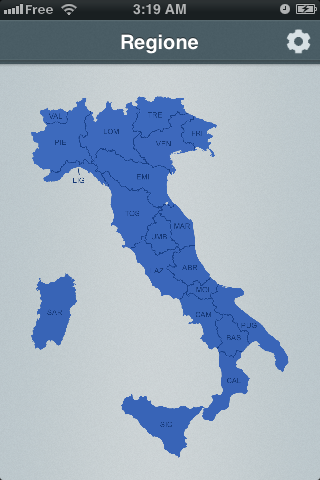 Free 3:19 AM
Regione
VAL
TRE
LOM
FRI
PIE
VEN
LIG
EMI
TOS
MAR
UMB
ABR
MOL
SAR
CAM
PUG
BAS
CAL
SIC